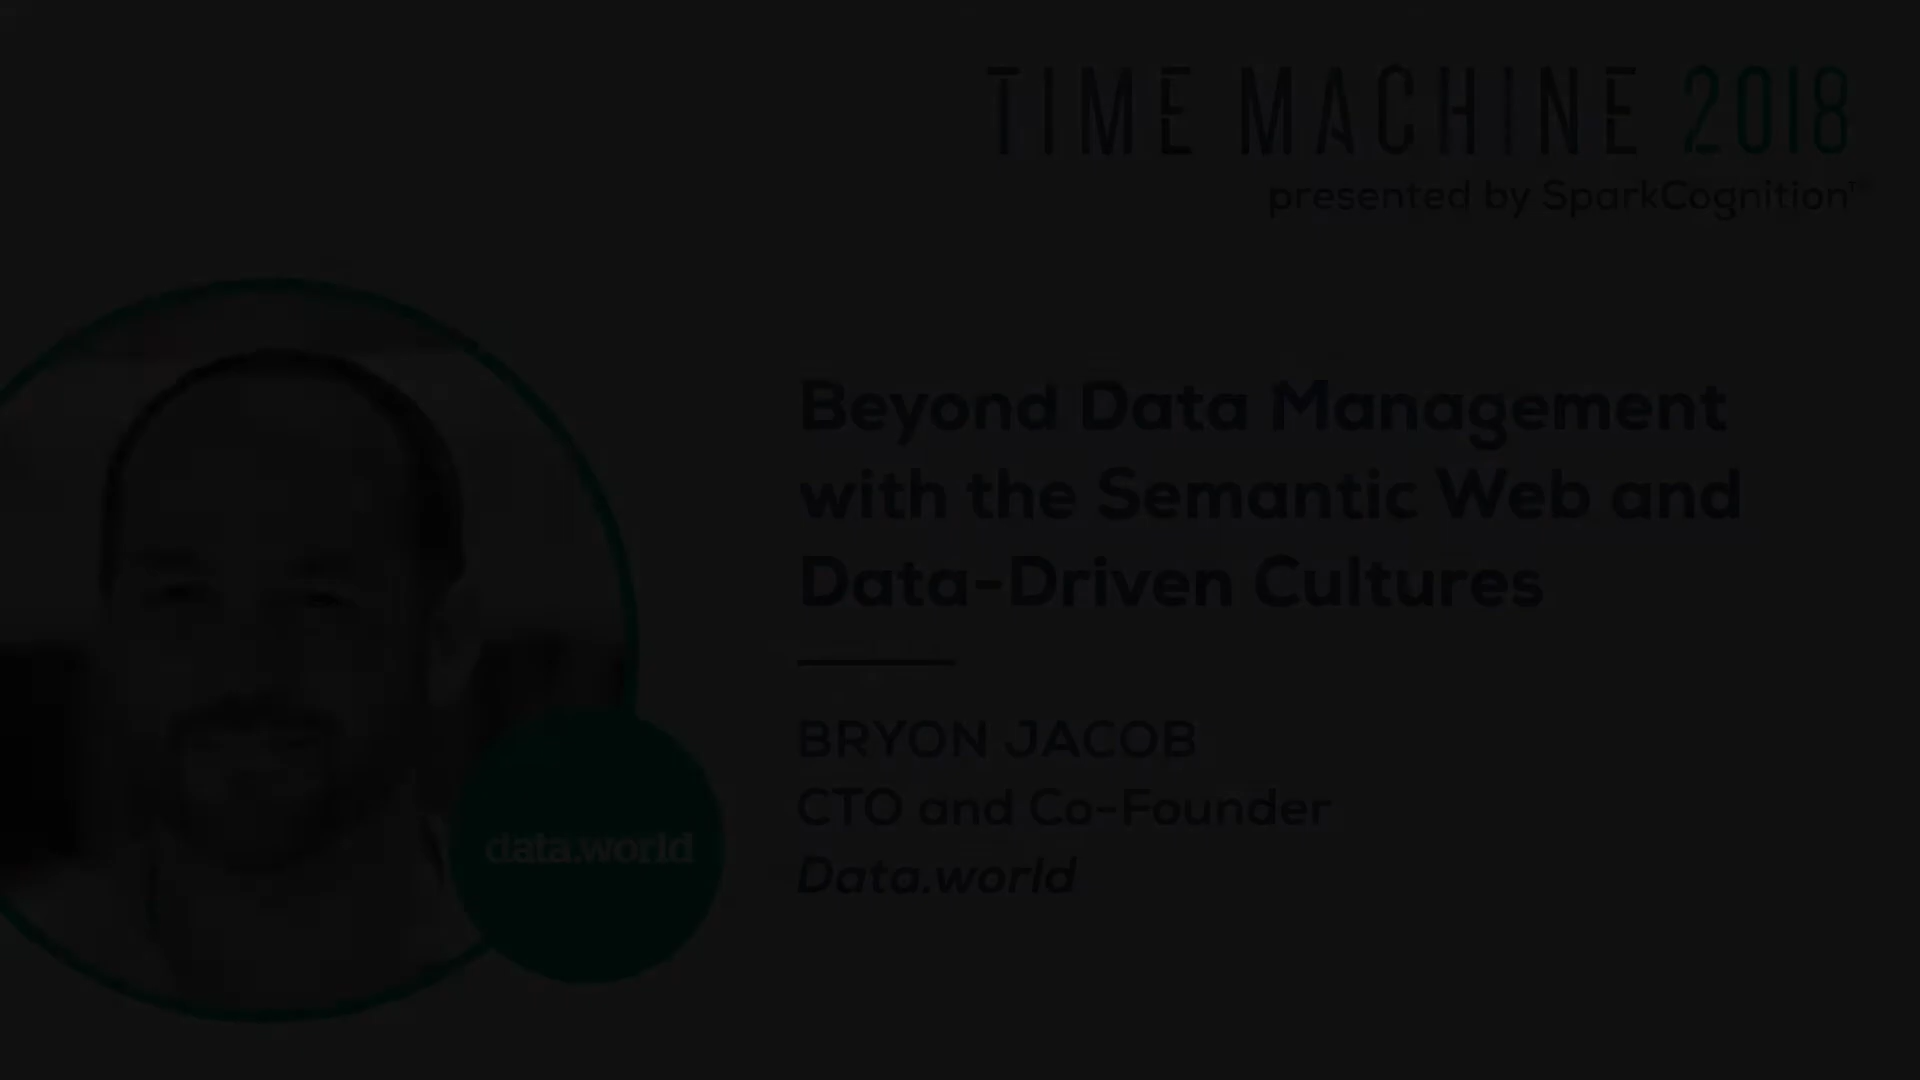 TIME MACHINE 2018
presented by SparkCognition™
Beyond Data Management
with the Semantic Web and
Data-Driven Cultures
BRYON JACOB
CTO and Co-Founder
Data.world
data.world